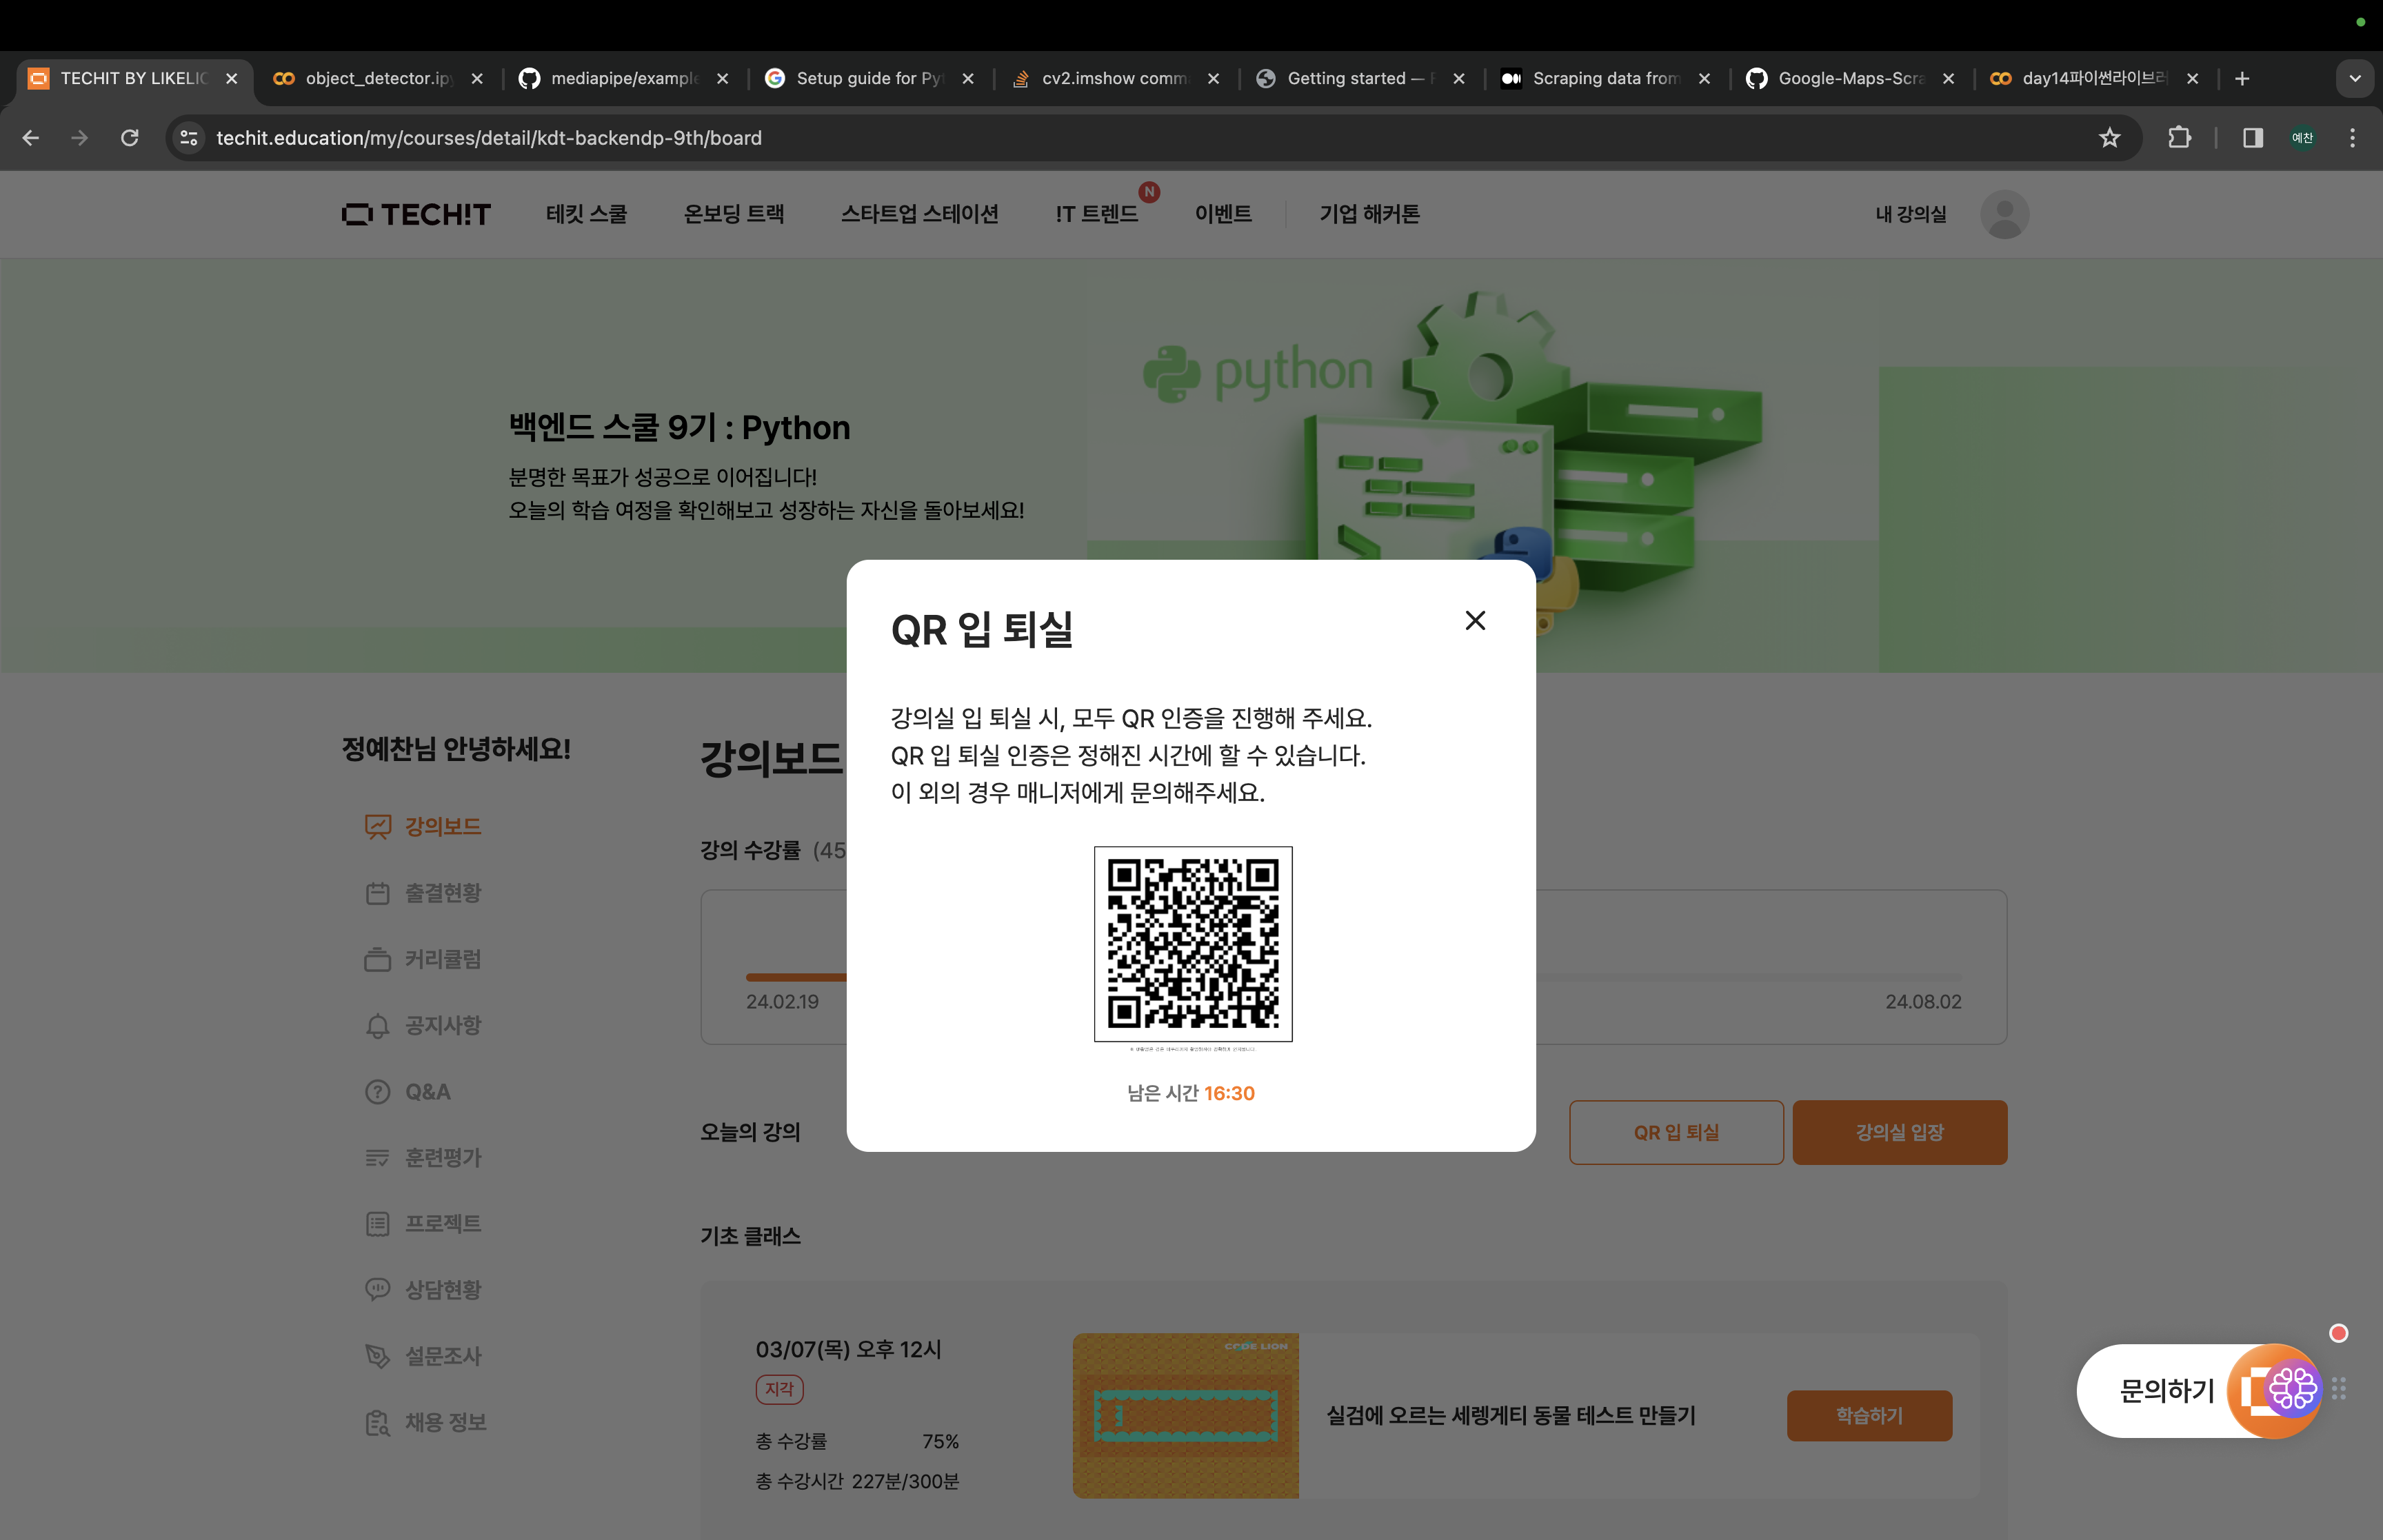 TECHIT BY LIKELIO
object_detector.ipy
mediapipe/example
Setup guide for Pyt
cv2.imshow comm
Getting started —
Scraping data from
Google-Maps-Scra
day14파이썬라이브러
techit.education/my/courses/detail/kdt-backendp-9th/board
예찬
TECH!T
테킷 스쿨
온보딩 트랙
스타트업 스테이션
!T 트렌드
N
이벤트
기업 해커톤
내 강의실
python
백엔드 스쿨 9기 : Python
분명한 목표가 성공으로 이어집니다!
오늘의 학습 여정을 확인해보고 성장하는 자신을 돌아보세요!
QR 입 퇴실
강의실 입 퇴실 시, 모두 QR 인증을 진행해 주세요.
QR 입 퇴실 인증은 정해진 시간에 할 수 있습니다.
이 외의 경우 매니저에게 문의해주세요.
남은 시간 16:30
정예찬님 안녕하세요!
강의보드
출결현황
커리큘럼
공지사항
Q&A
훈련평가
프로젝트
상담현황
설문조사
채용 정보
강의보드
강의 수강률 (45
24.02.19
24.08.02
오늘의 강의
QR 입 퇴실
강의실 입장
기초 클래스
03/07(목) 오후 12시
지각
총 수강률 75%
총 수강시간 227분/300분
CODE LION
실검에 오르는 세렝게티 동물 테스트 만들기
학습하기
문의하기